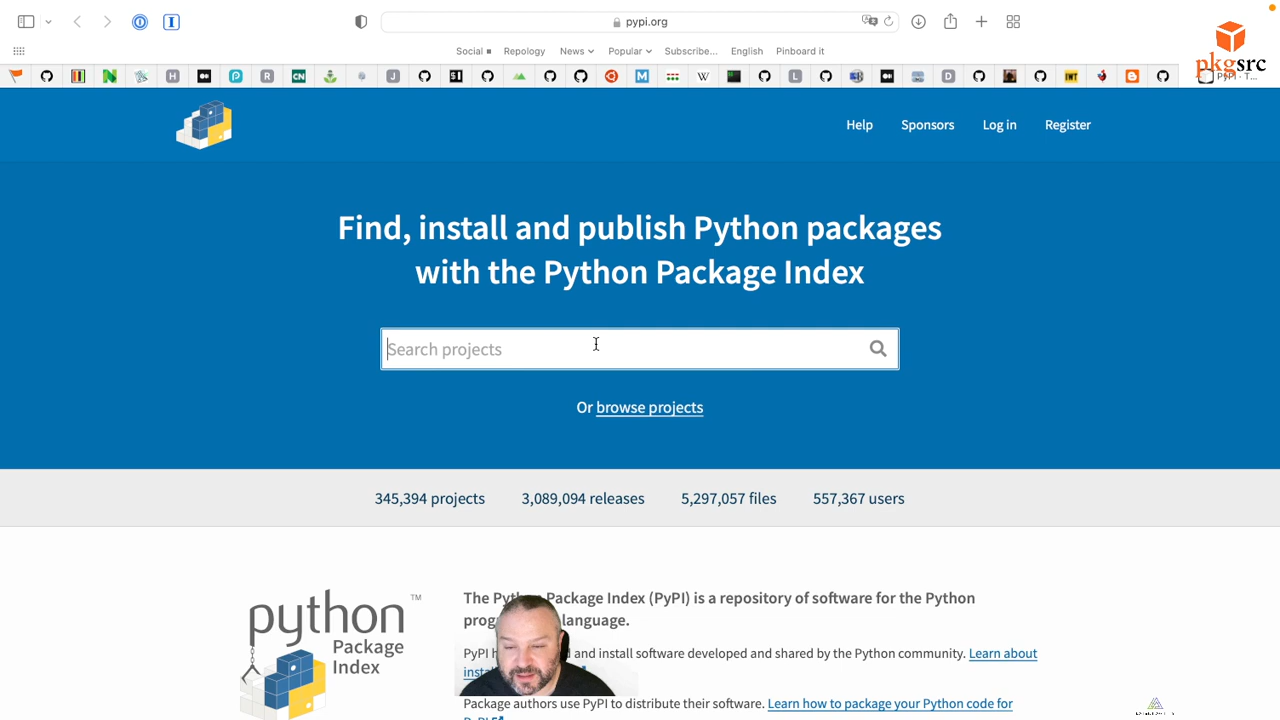 pypi.org
Social
Repology
News
Popular
Subscribe...
English
Pinboard it
pkgsrc
Help
Sponsors
Log in
Register
Find, install and publish Python packages
with the Python Package Index
Search projects
Or browse projects
345,394 projects
3,089,094 releases
5,297,057 files
557,367 users
python™
Package
Index
The Python Package Index (PyPI) is a repository of software for the Python
language.
PyPI and install software developed and shared by the Python community. Learn about
Package authors use PyPI to distribute their software. Learn how to package your Python code for